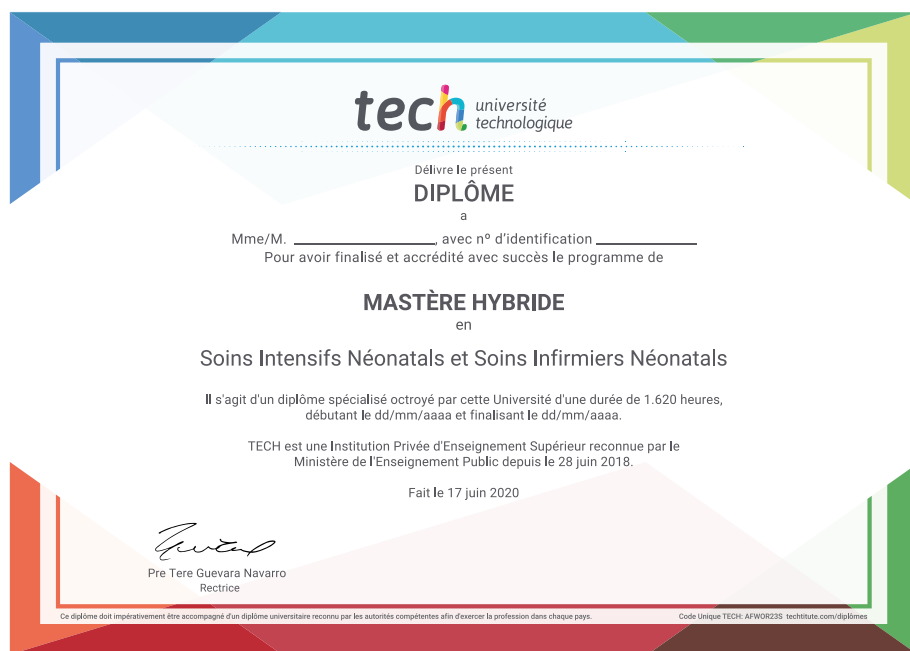 tech université
technologique
Délivre le présent
DIPLÔME
a
Mme/M. ____________________, avec nº d'identification ______________
Pour avoir finalisé et accrédité avec succès le programme de
MASTÈRE HYBRIDE
en
Soins Intensifs Néonatals et Soins Infirmiers Néonatals
Il s'agit d'un diplôme spécialisé octroyé par cette Université d'une durée de 1.620 heures,
débutant le dd/mm/aaaa et finalisant le dd/mm/aaaa.
TECH est une Institution Privée d'Enseignement Supérieur reconnue par le
Ministère de l'Enseignement Public depuis le 28 juin 2018.
Fait le 17 juin 2020
Pre Tere Guevara Navarro
Rectrice
Ce diplôme doit impérativement être accompagné d'un diplôme universitaire reconnu par les autorités compétentes afin d'exercer la profession dans chaque pays.
Code Unique TECH: AFWOR23S techtitute.com/diplômes